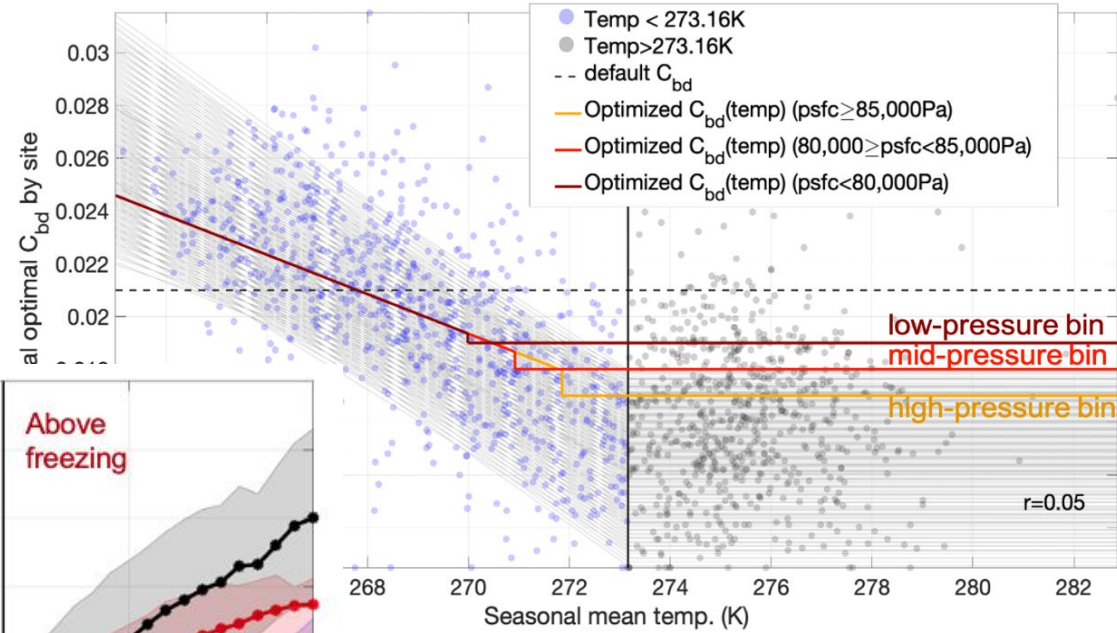 Temp < 273.16K
Temp>273.16K
default C_bd
Optimized C_bd(temp) (psfc≥85,000Pa)
Optimized C_bd(temp) (80,000≥psfc<85,000Pa)
Optimized C_bd(temp) (psfc<80,000Pa)
0.03
0.028
0.026
0.024
0.022
0.02
al optimal C_bd by site
low-pressure bin
mid-pressure bin
high-pressure bin
r=0.05
Above
freezing
268
270
272
274
276
278
280
282
Seasonal mean temp. (K)